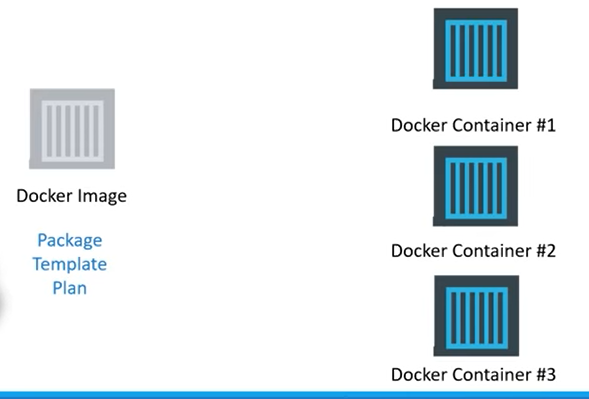 Docker Image
Package
Template
Plan
Docker Container #1
Docker Container #2
Docker Container #3